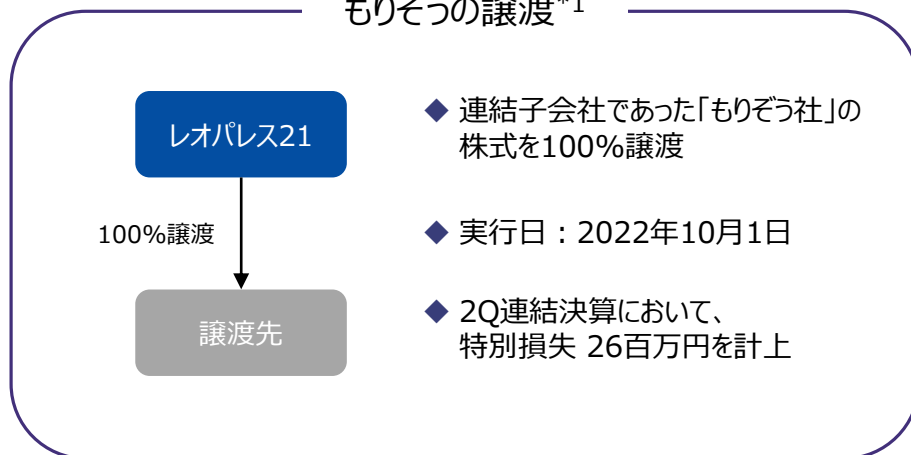 もりぞうの譲渡*1
レオパレス21
100%譲渡
譲渡先
◆ 連結子会社であった「もりぞう社」の
株式を100%譲渡
◆ 実行日：2022年10月1日
◆ 2Q連結決算において、
特別損失 26百万円を計上